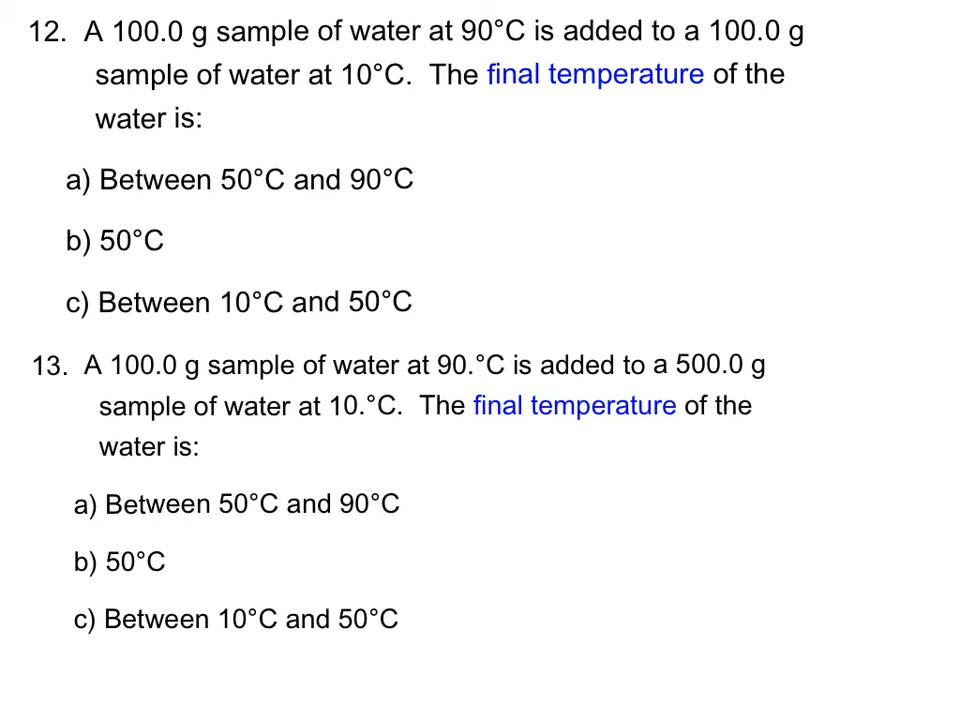 12. A 100.0 g sample of water at 90°C is added to a 100.0 g
sample of water at 10°C. The final temperature of the
water is:
a) Between 50°C and 90°C
b) 50°C
c) Between 10°C and 50°C
13. A 100.0 g sample of water at 90.°C is added to a 500.0 g
sample of water at 10.°C. The final temperature of the
water is:
a) Between 50°C and 90°C
b) 50°C
c) Between 10°C and 50°C